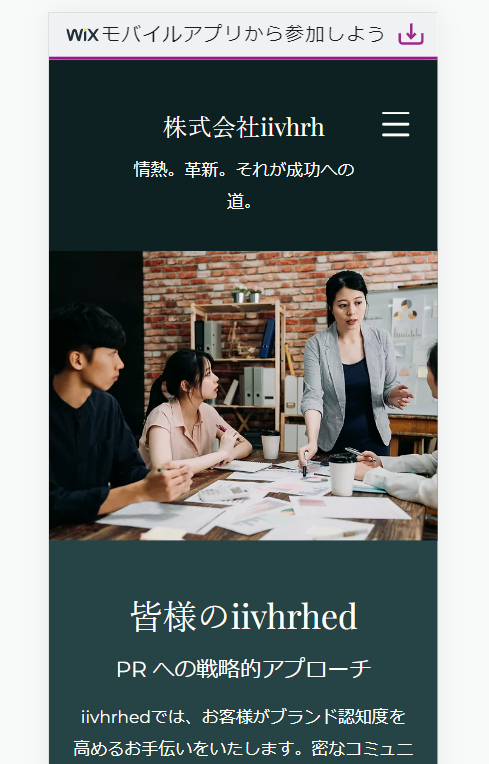 WiXモバイルアプリから参加しよう
株式会社iivhrh
情熱。革新。それが成功への
道。
皆様のiivhrhed
PR への戦略的アプローチ
iivhrhedでは、お客様がブランド認知度を
高めるお手伝いをいたします。密なコミュニ